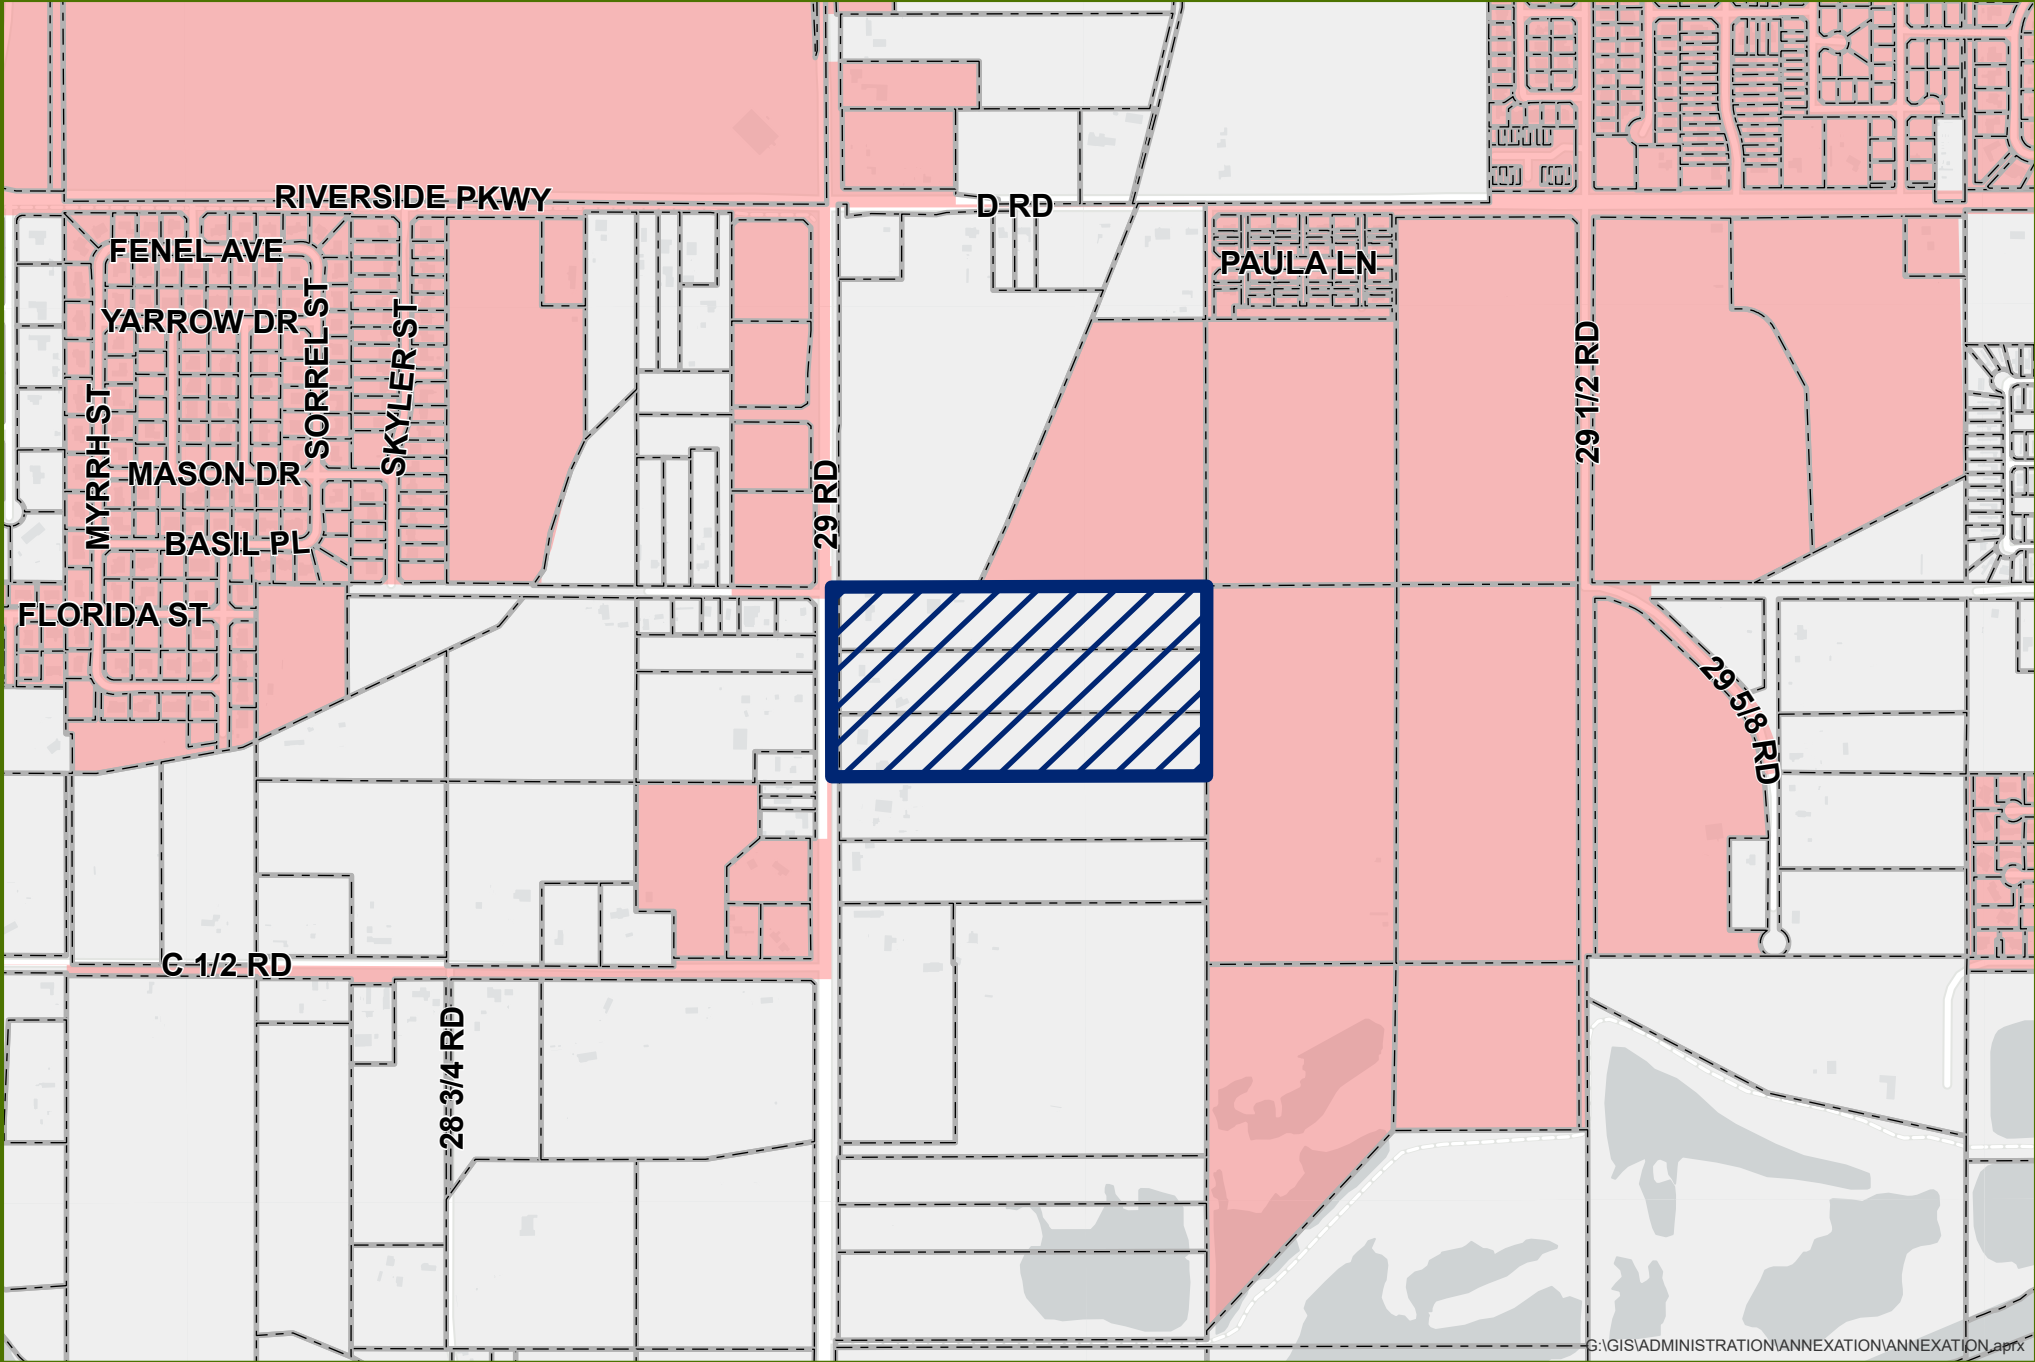 RIVERSIDE PKWY
D RD
FENEL AVE
PAULA LN
YARROW DR
SORREL ST
SKYLER ST
29 1/2 RD
MYRRH ST
MASON DR
29 RD
BASIL PL
FLORIDA ST
29 5/8 RD
C 1/2 RD
28 3/4 RD
G:\GIS\ADMINISTRATION\ANNEXATION\ANNEXATION.aprx